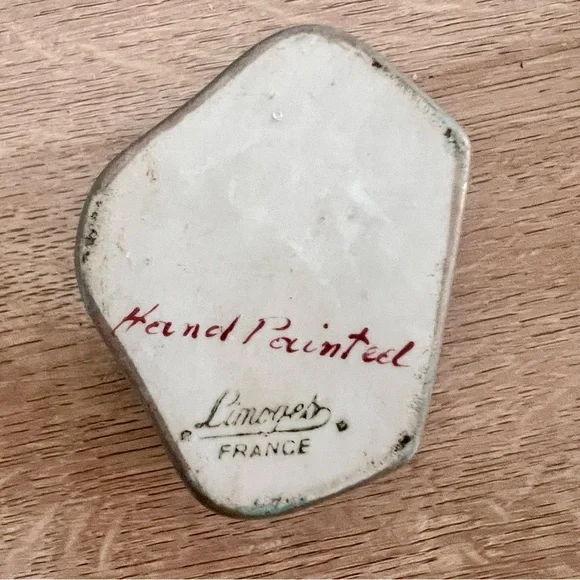 Hand Painted
Limoges
FRANCE